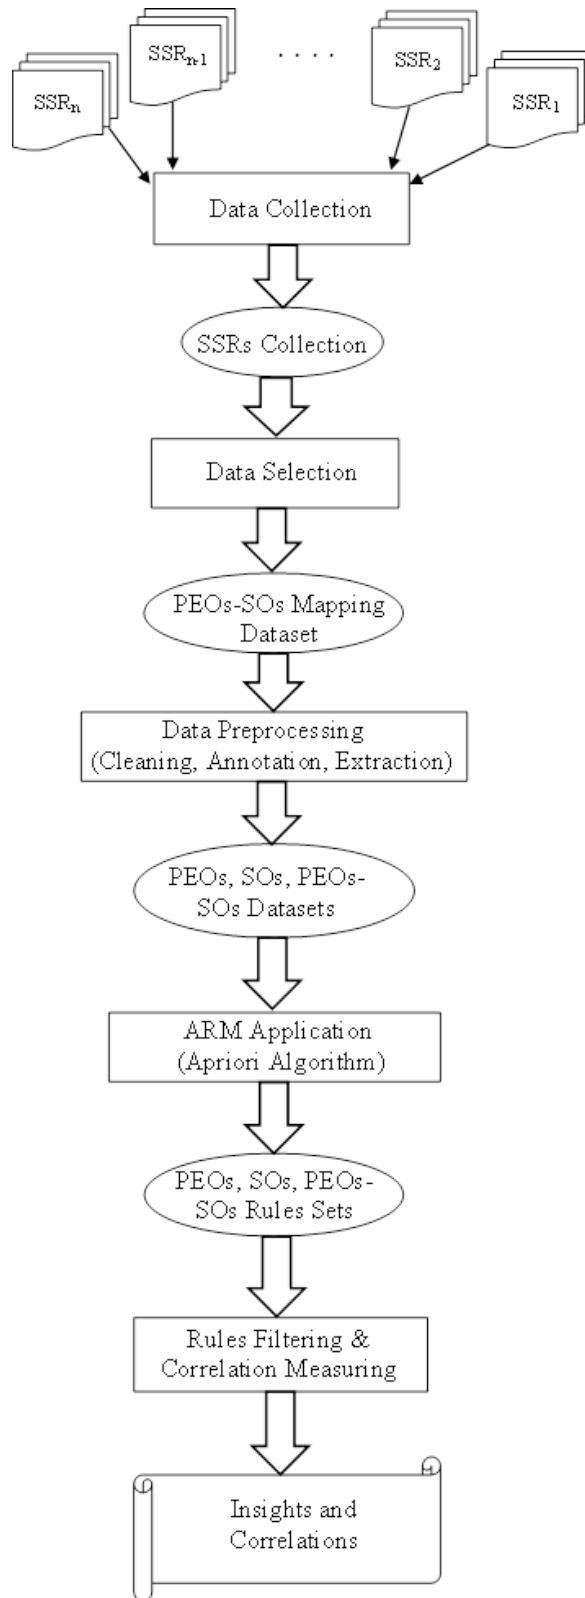 SSRn
SSRn-1
. . . .
SSR2
SSR1
Data Collection
SSRs Collection
Data Selection
PEOs-SOs Mapping
Dataset
Data Preprocessing
(Cleaning, Annotation, Extraction)
PEOs, SOs, PEOs-
SOs Datasets
ARM Application
(Apriori Algorithm)
PEOs, SOs, PEOs-
SOs Rules Sets
Rules Filtering &
Correlation Measuring
Insights and
Correlations